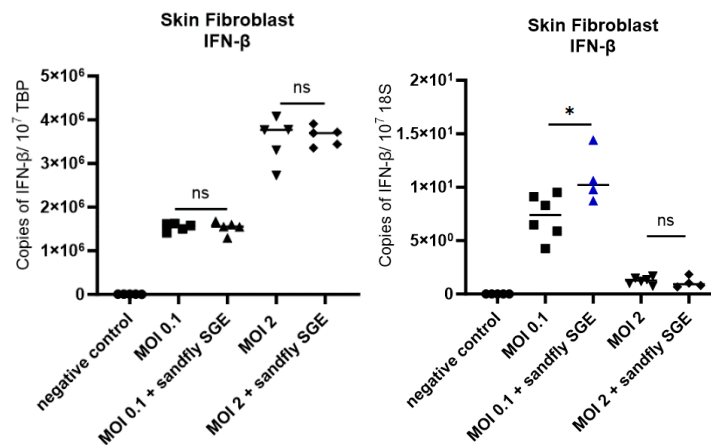 Skin Fibroblast
IFN-β
Copies of IFN-β/ 10⁷ TBP
5×10⁶
4×10⁶
3×10⁶
2×10⁶
1×10⁶
0
ns
ns
negative control
MOI 0.1
MOI 0.1 + sandfly SGE
MOI 2
MOI 2 + sandfly SGE
Skin Fibroblast
IFN-β
Copies of IFN-β/ 10⁷ 18S
2×10¹
1.5×10¹
1×10¹
5×10⁰
0
*
ns
negative control
MOI 0.1
MOI 0.1 + sandfly SGE
MOI 2
MOI 2 + sandfly SGE